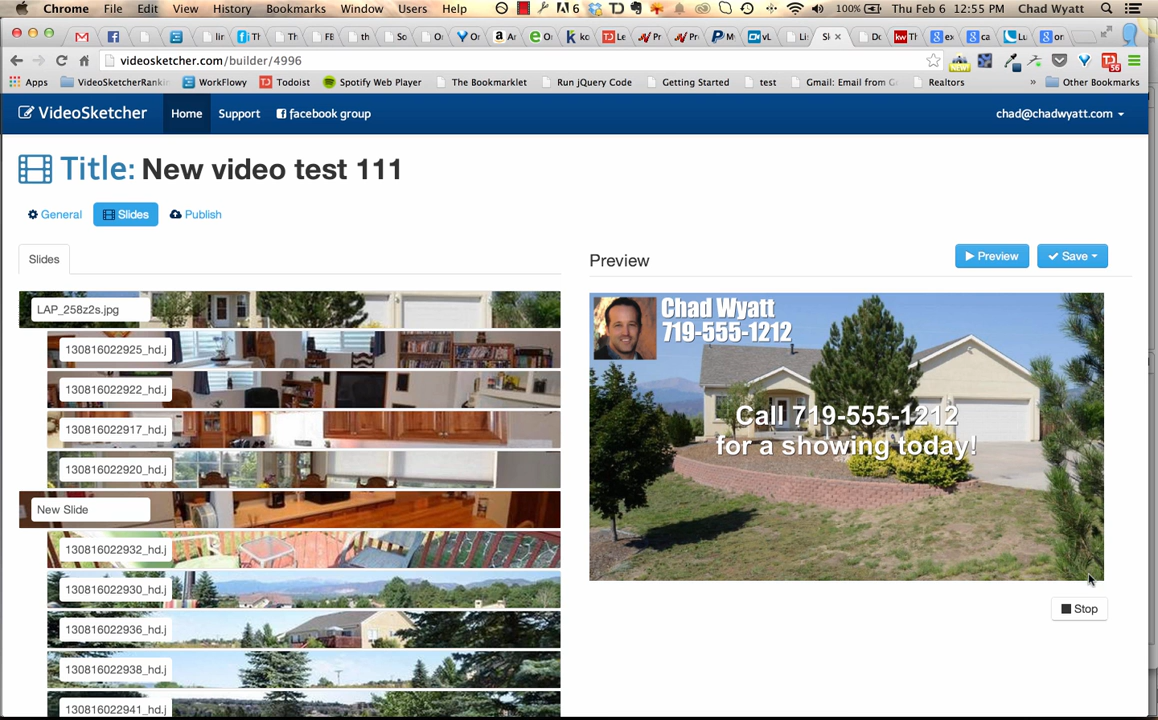 Chrome File Edit View History Bookmarks Window Users Help 6 100% Thu Feb 6 12:55 PM Chad Wyatt
videosketcher.com/builder/4996
Apps VideoSketcherRankin WorkFlowy Todoist Spotify Web Player The Bookmarklet Run jQuery Code Getting Started test Gmail: Email from G Realtors » Other Bookmarks
NEW 56
VideoSketcher Home Support facebook group chad@chadwyatt.com
Title: New video test 111
General Slides Publish
Slides
Preview Preview Save
LAP_258z2s.jpg
130816022925_hd.j
130816022922_hd.j
130816022917_hd.j
130816022920_hd.j
New Slide
130816022932_hd.j
130816022930_hd.j
130816022936_hd.j
130816022938_hd.j
130816022941_hd.j
Chad Wyatt
719-555-1212
Call 719-555-1212
for a showing today!
Stop